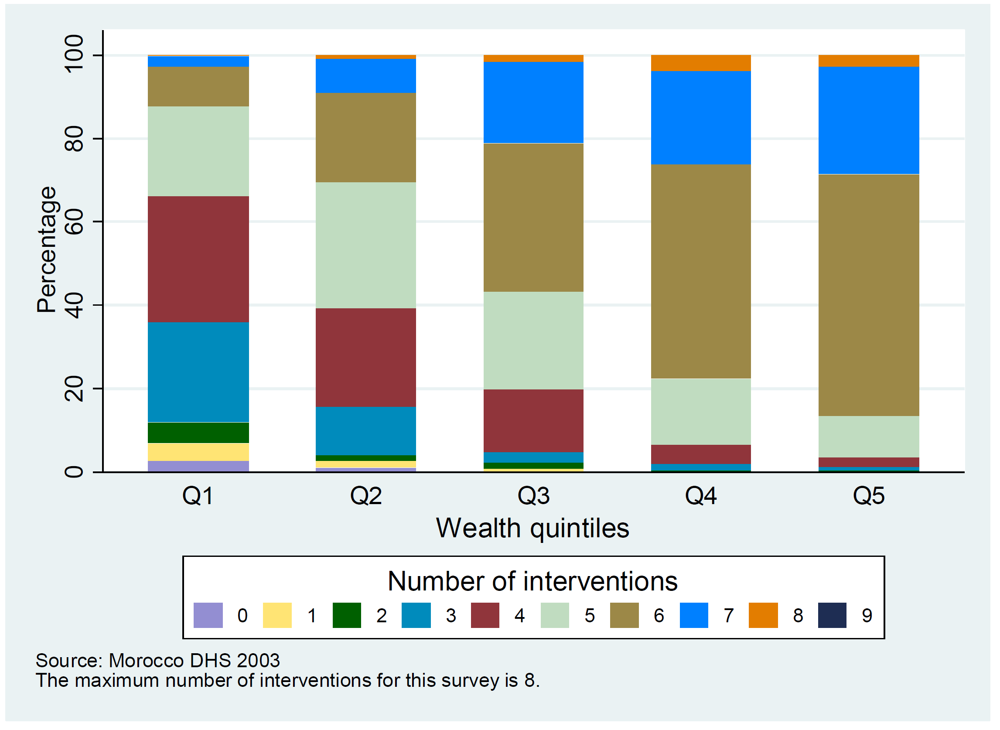 Percentage
100
80
60
40
20
0
Q1 Q2 Q3 Q4 Q5
Wealth quintiles
Number of interventions
0 1 2 3 4 5 6 7 8 9
Source: Morocco DHS 2003
The maximum number of interventions for this survey is 8.